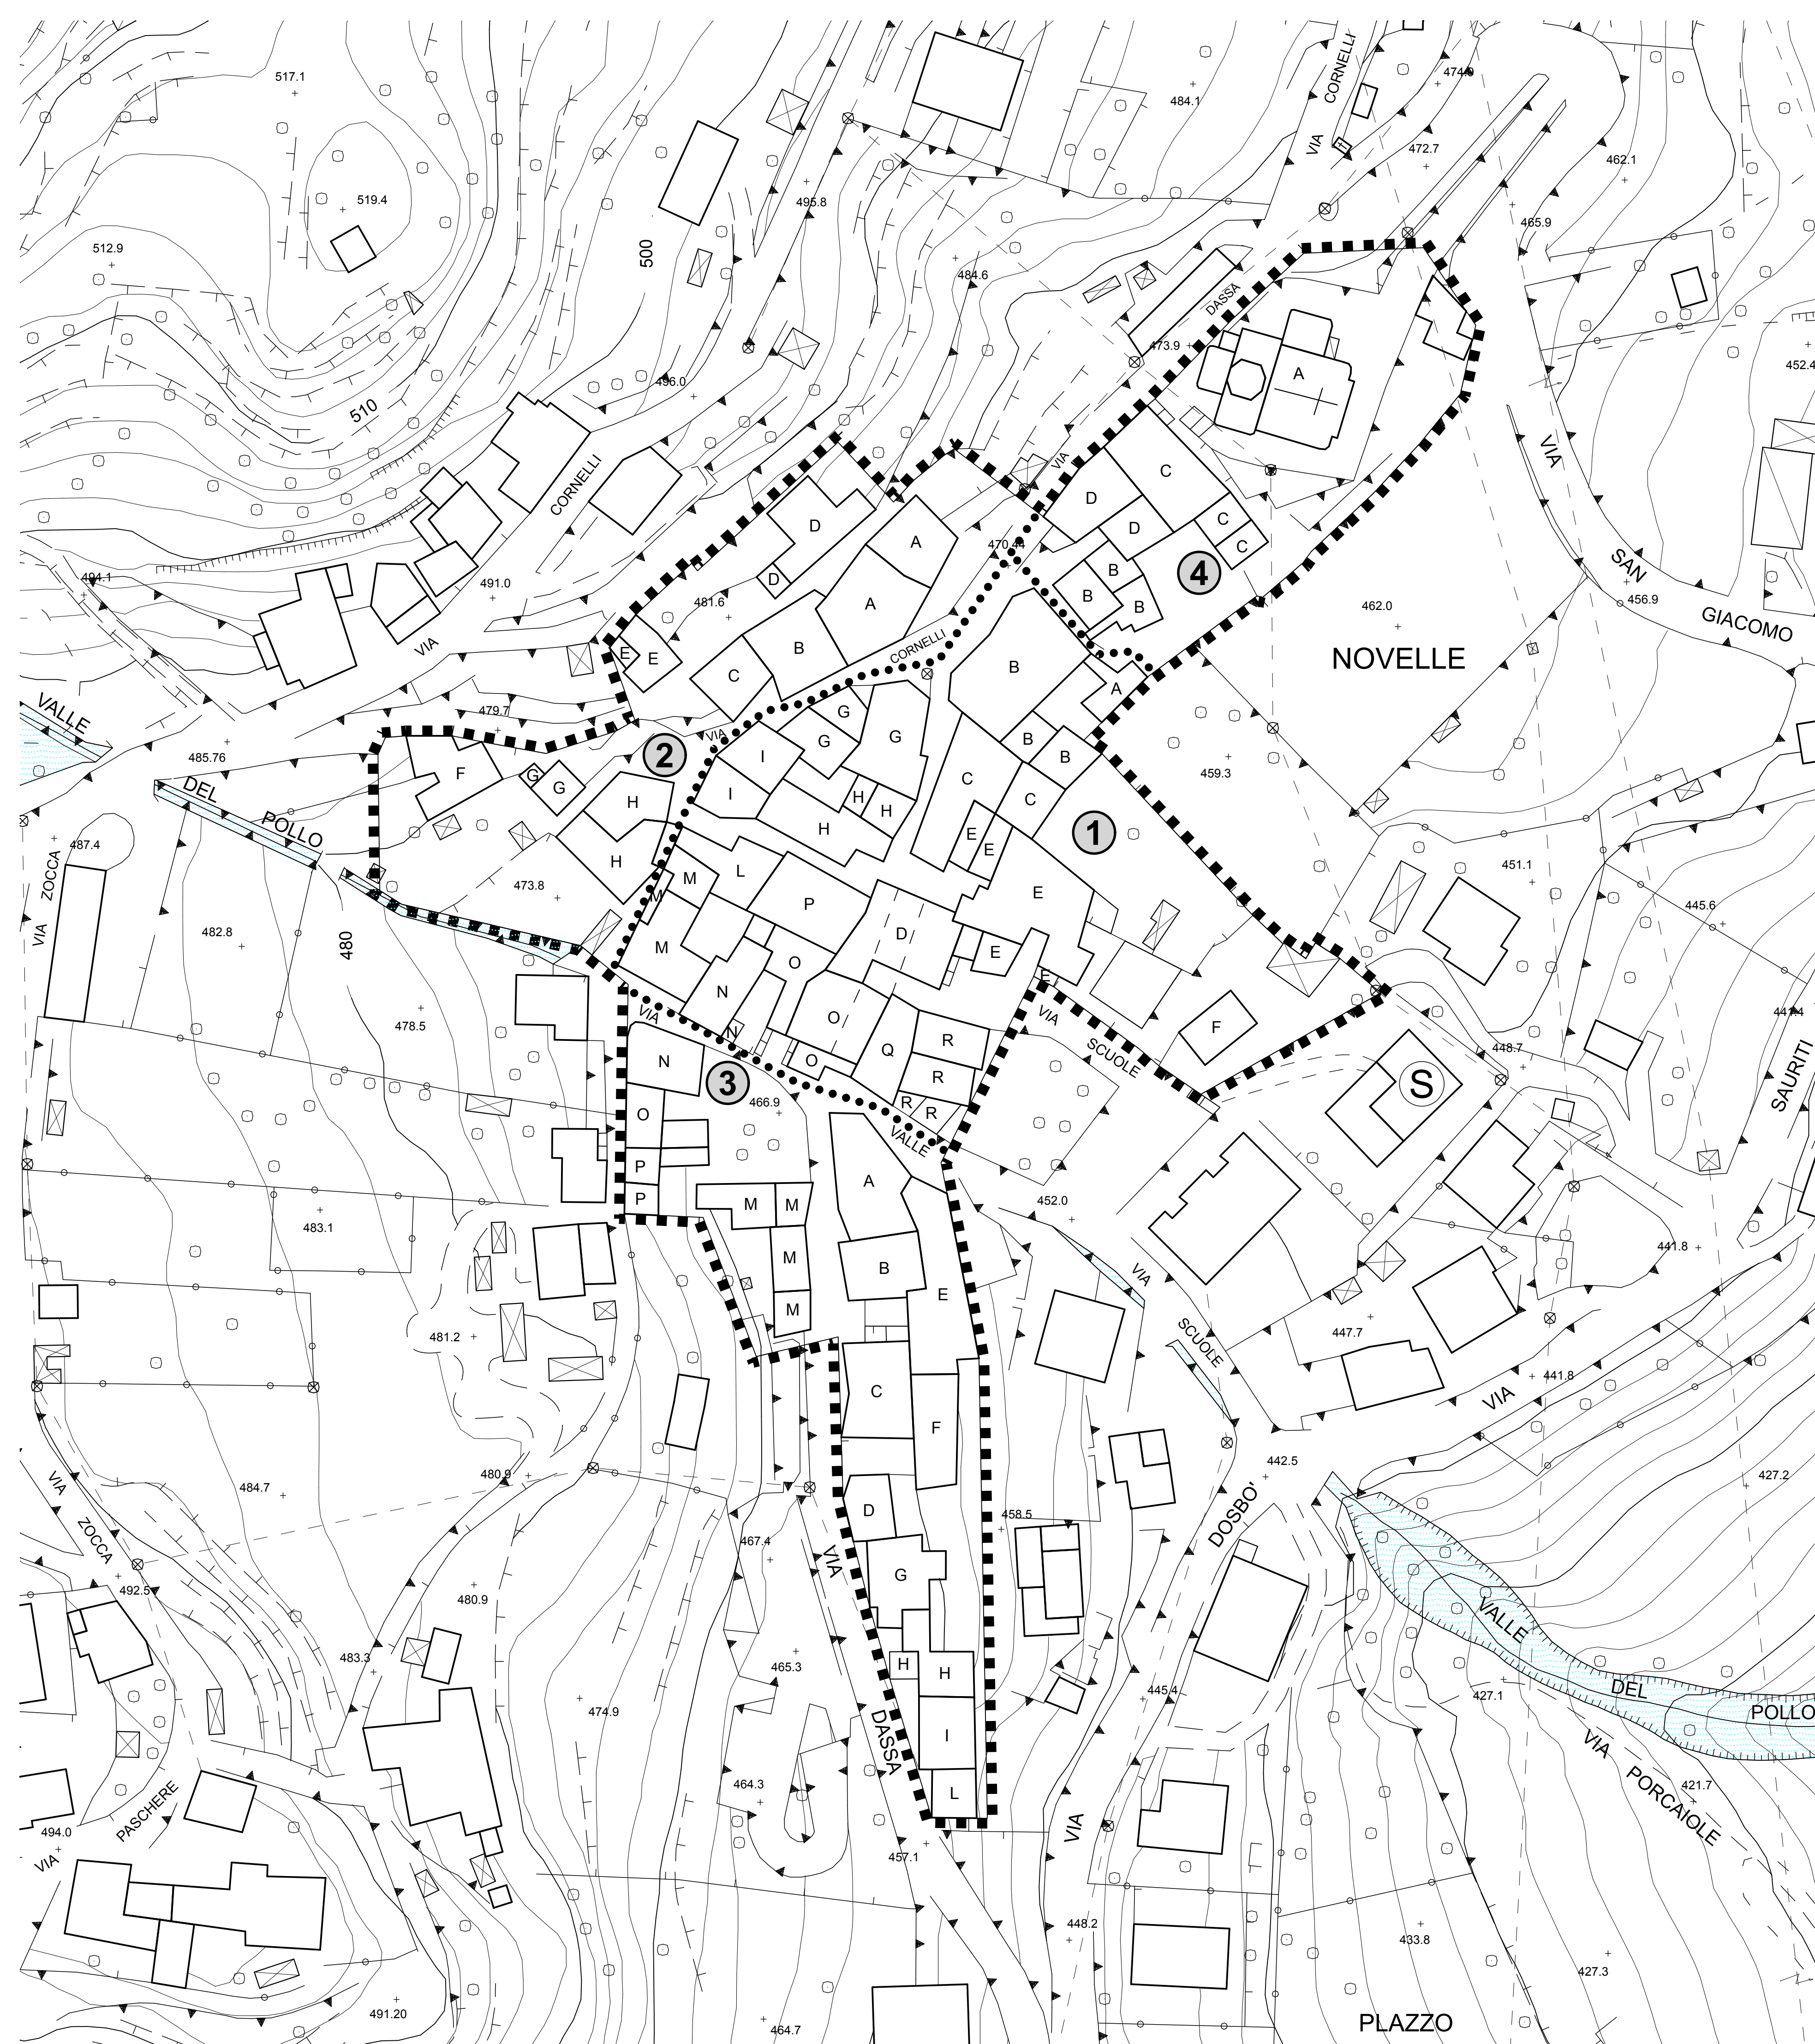 517.1
519.4
512.9
500
495.8
484.1
CORNELLI
VIA
472.7
462.1
465.9
484.6
DASSA
473.9
A
452.4
496.0
510
VIA
CORNELLI
VIA
C
D
D
C
C
D
A
470.44
B
B
B
4
494.1
491.0
VIA
D
481.6
A
462.0
NOVELLE
SAN
456.9
GIACOMO
E
E
B
C
CORNELLI
B
A
VALLE
479.7
VIA
2
G
G
G
485.76
DEL
POLLO
F
G
G
H
I
I
H
H
H
C
B
B
C
459.3
1
E
E
487.4
ZOCCA
VIA
482.8
480
473.8
H
M
M
M
L
P
D
E
E
E
451.1
445.6
478.5
VIA
N
N
O
O
O
Q
R
R
R
R
VIA
SCUOLE
F
448.7
S
SAURITI
N
3
466.9
O
P
P
VALLE
483.1
M
M
M
M
A
B
E
452.0
VIA
SCUOLE
441.8
447.7
441.8
VIA
481.2
C
F
480.9
484.7
VIA
ZOCCA
492.5
480.9
467.4
VIA
D
G
458.5
DOSBO'
442.5
427.2
VALLE
DEL
POLLO
483.3
465.3
474.9
H
H
I
L
DASSA
445.4
427.1
VIA
PORCAIOLE
421.7
464.3
PASCHERE
VIA
494.0
457.1
VIA
448.2
433.8
427.3
491.20
464.7
PLAZZO